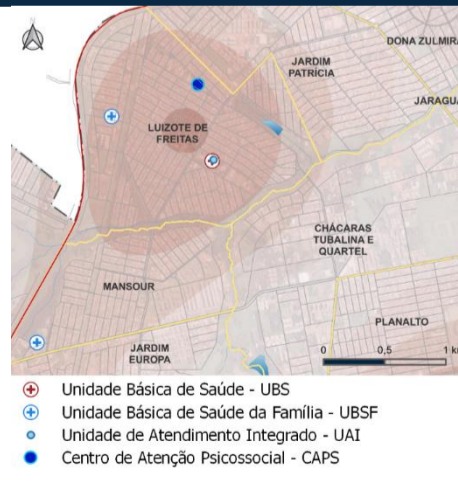 DONA ZULMIRA
JARDIM
PATRÍCIA
JARAGU
LUIZOTE DE
FREITAS
CHÁCARAS
TUBALINA E
QUARTEL
MANSOUR
PLANALTO
JARDIM
EUROPA
0 0,5 1 k
Unidade Básica de Saúde - UBS
Unidade Básica de Saúde da Família - UBSF
Unidade de Atendimento Integrado - UAI
Centro de Atenção Psicossocial - CAPS